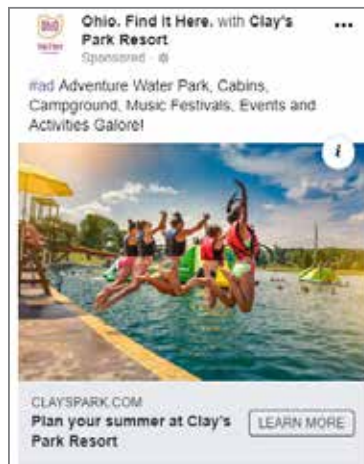 Ohio. Find It Here. with Clay's
Park Resort
Sponsored ·
#ad Adventure Water Park, Cabins,
Campground, Music Festivals, Events and
Activities Galore!
i
CLAYSPARK.COM
Plan your summer at Clay's
Park Resort
LEARN MORE